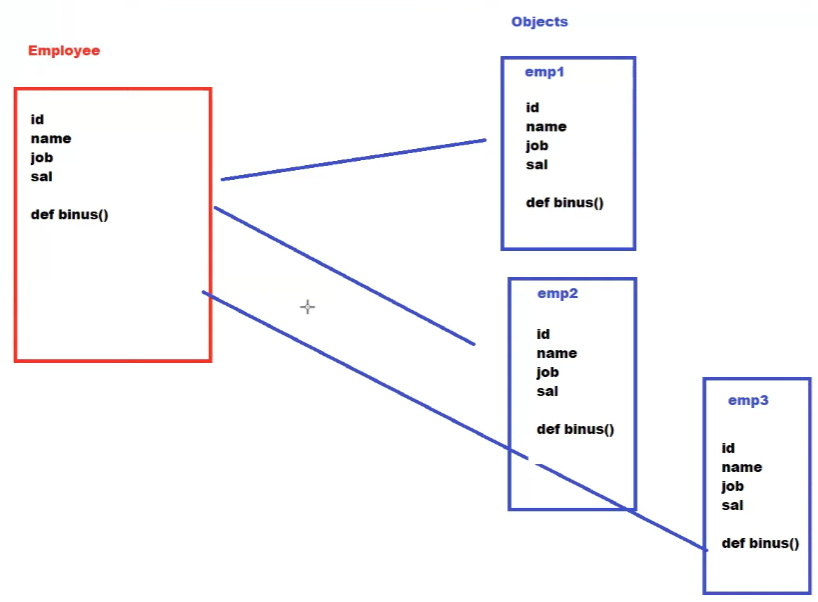 Employee
id
name
job
sal
def binus()
Objects
emp1
id
name
job
sal
def binus()
emp2
id
name
job
sal
def binus()
emp3
id
name
job
sal
def binus()